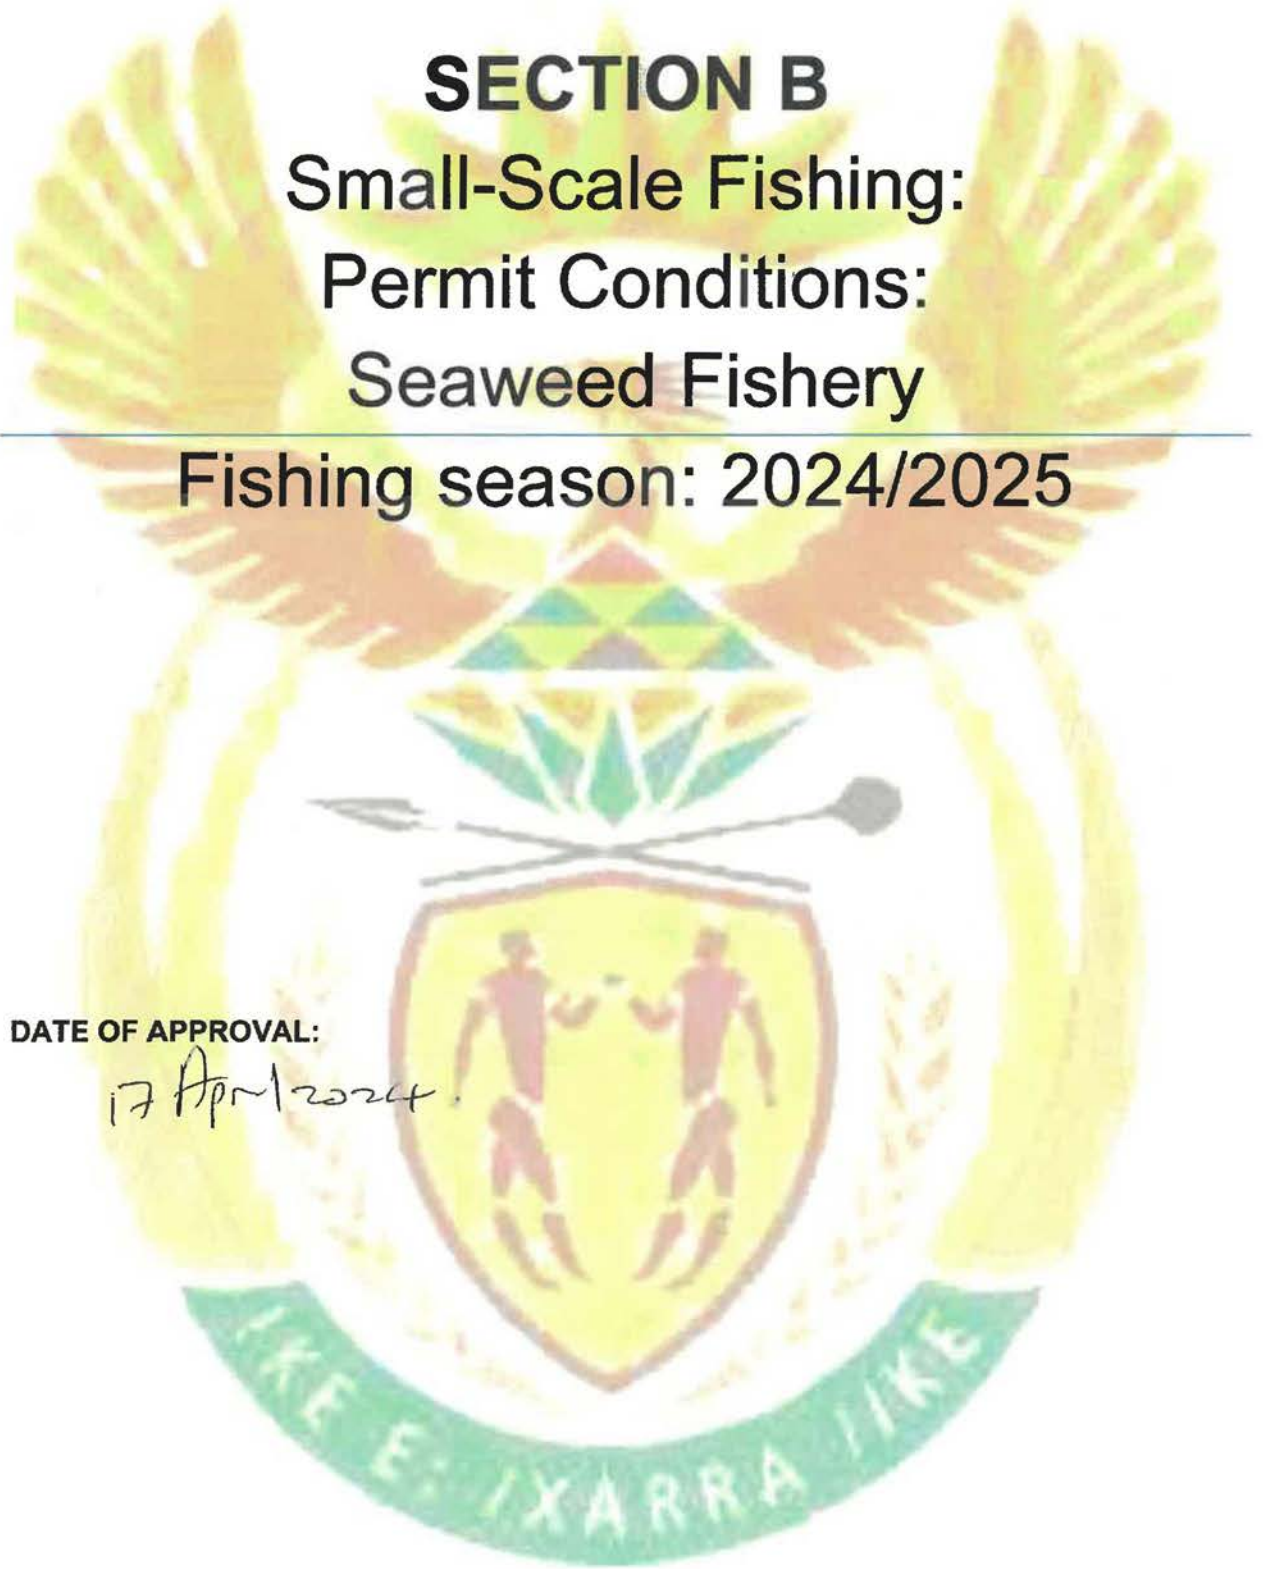 SECTION B
Small-Scale Fishing:
Permit Conditions:
Seaweed Fishery
Fishing season: 2024/2025
DATE OF APPROVAL:
17 April 2024.
!KE E: /XARRA //KE